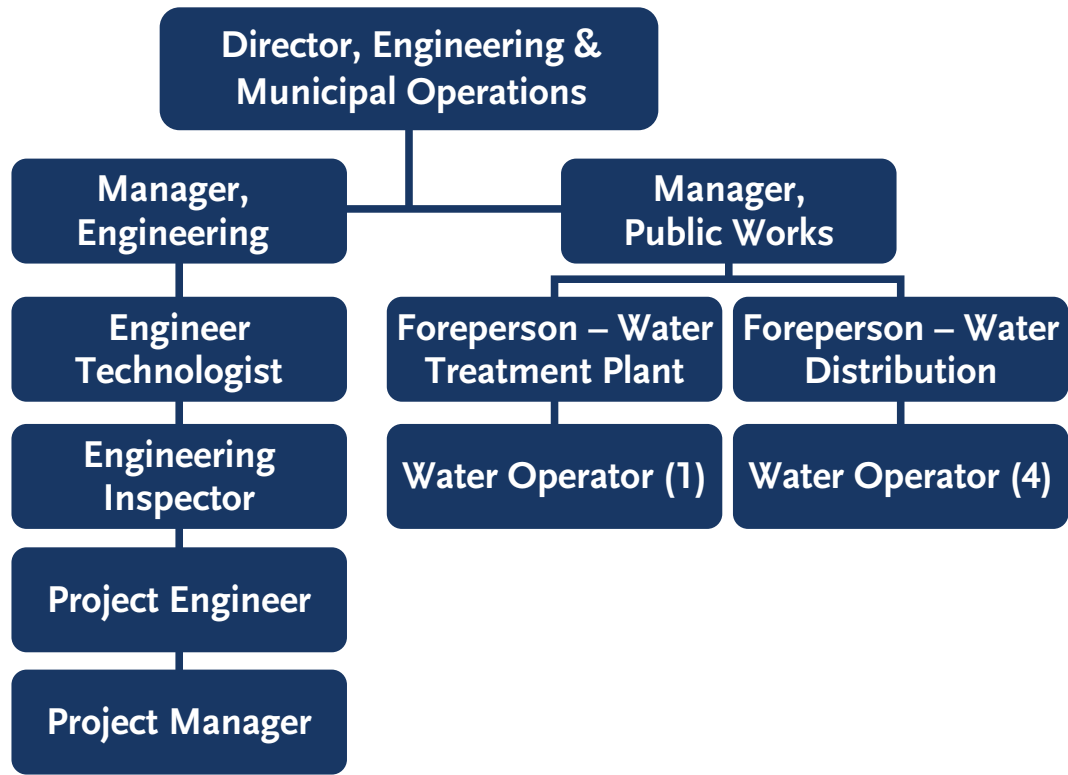 Director, Engineering &
Municipal Operations
Manager,
Engineering
Manager,
Public Works
Engineer
Technologist
Foreperson – Water
Treatment Plant
Foreperson – Water
Distribution
Engineering
Inspector
Water Operator (1)
Water Operator (4)
Project Engineer
Project Manager